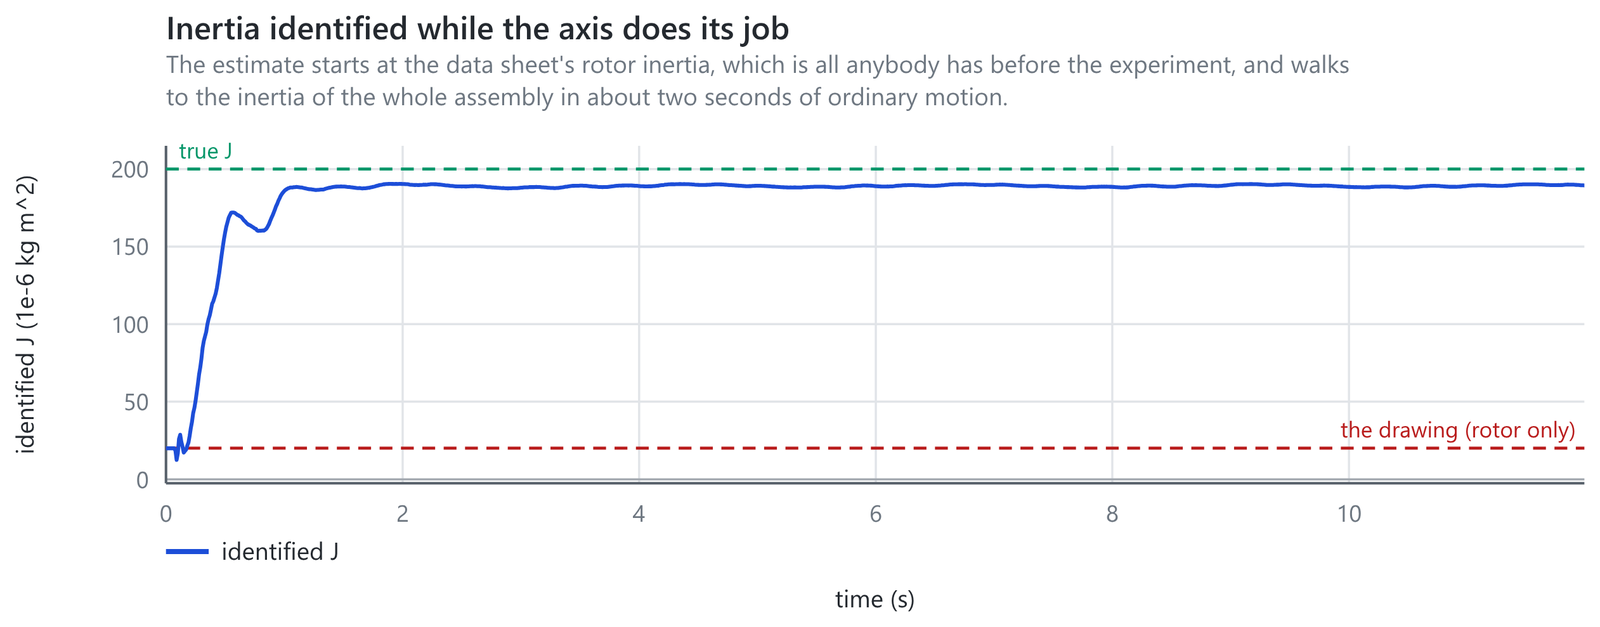 Inertia identified while the axis does its job
The estimate starts at the data sheet's rotor inertia, which is all anybody has before the experiment, and walks
to the inertia of the whole assembly in about two seconds of ordinary motion.
true J
200
150
100
50
0
identified J (1e-6 kg m^2)
the drawing (rotor only)
0 2 4 6 8 10
identified J
time (s)